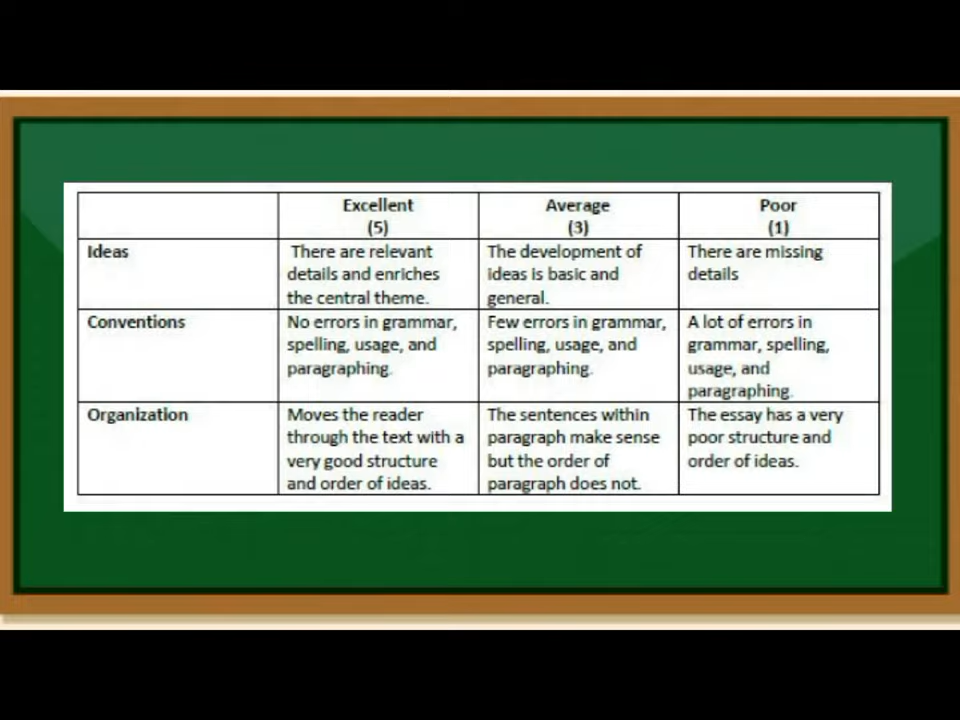 Excellent
(5)
Average
(3)
Poor
(1)
Ideas
There are relevant
details and enriches
the central theme.
The development of
ideas is basic and
general.
There are missing
details
Conventions
No errors in grammar,
spelling, usage, and
paragraphing.
Few errors in grammar,
spelling, usage, and
paragraphing.
A lot of errors in
grammar, spelling,
usage, and
paragraphing.
Organization
Moves the reader
through the text with a
very good structure
and order of ideas.
The sentences within
paragraph make sense
but the order of
paragraph does not.
The essay has a very
poor structure and
order of ideas.